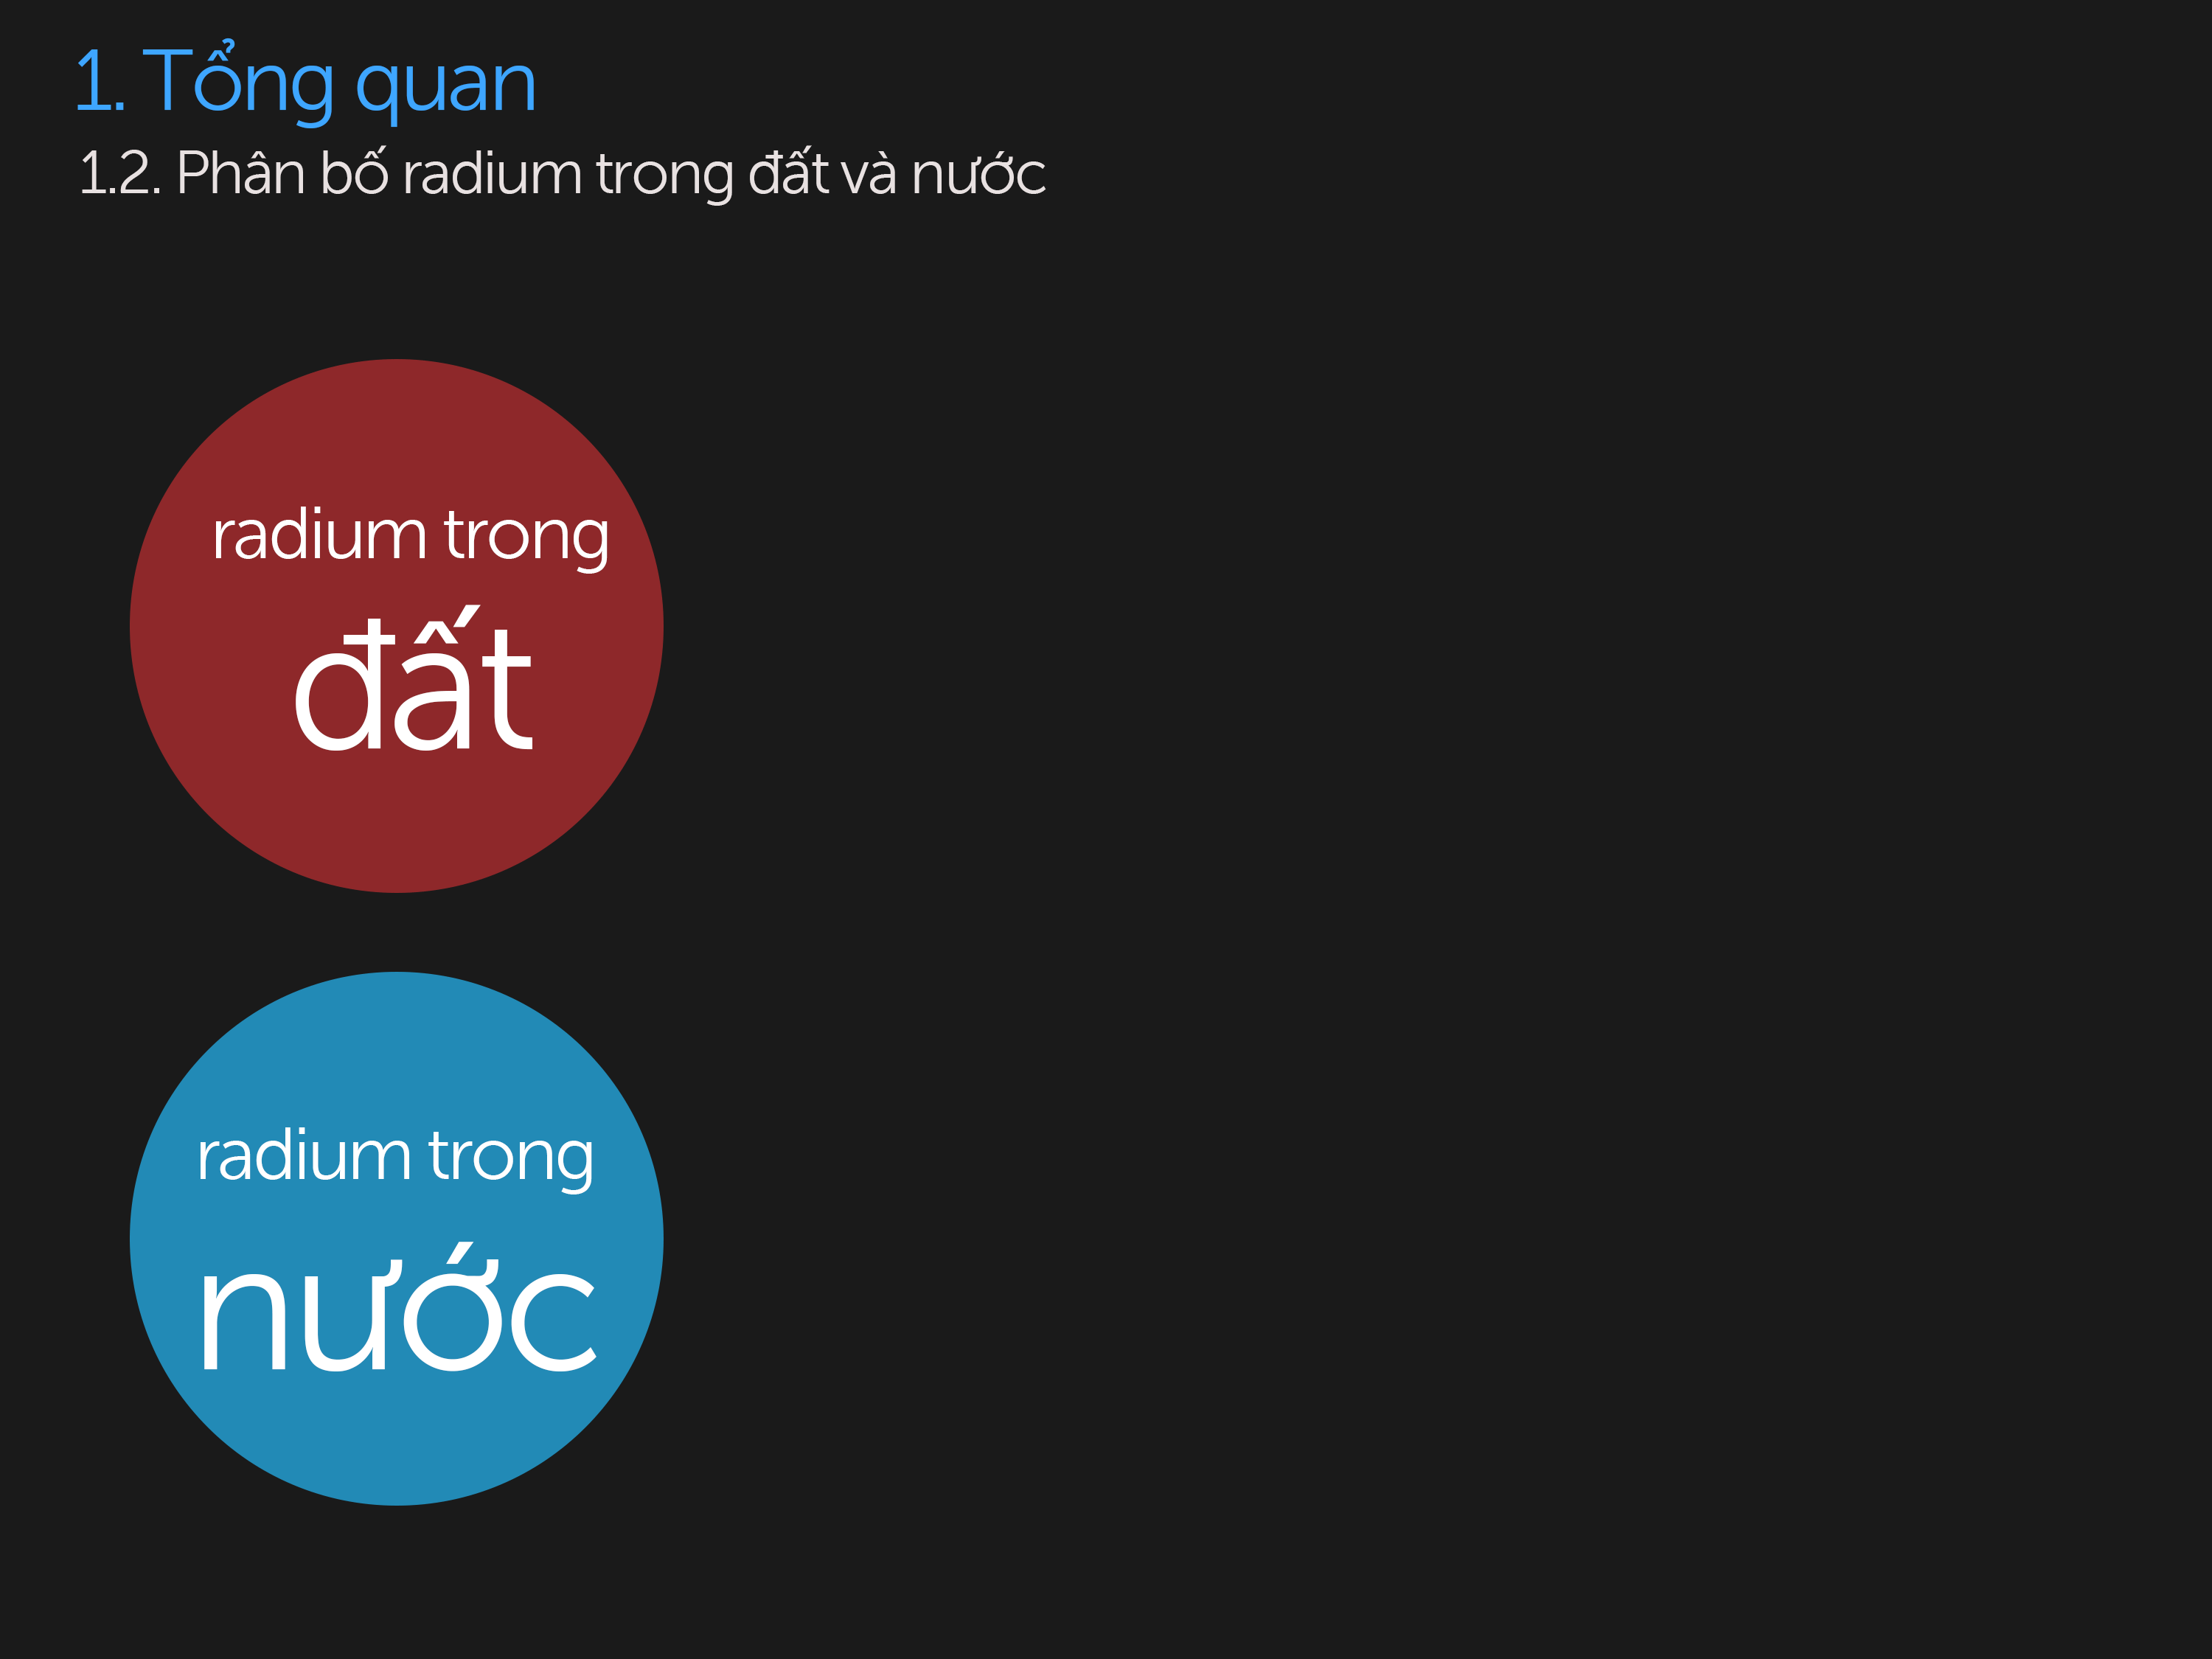 1. Tổng quan
1.2. Phân bố radium trong đất và nước
radium trong
đất
radium trong
nước